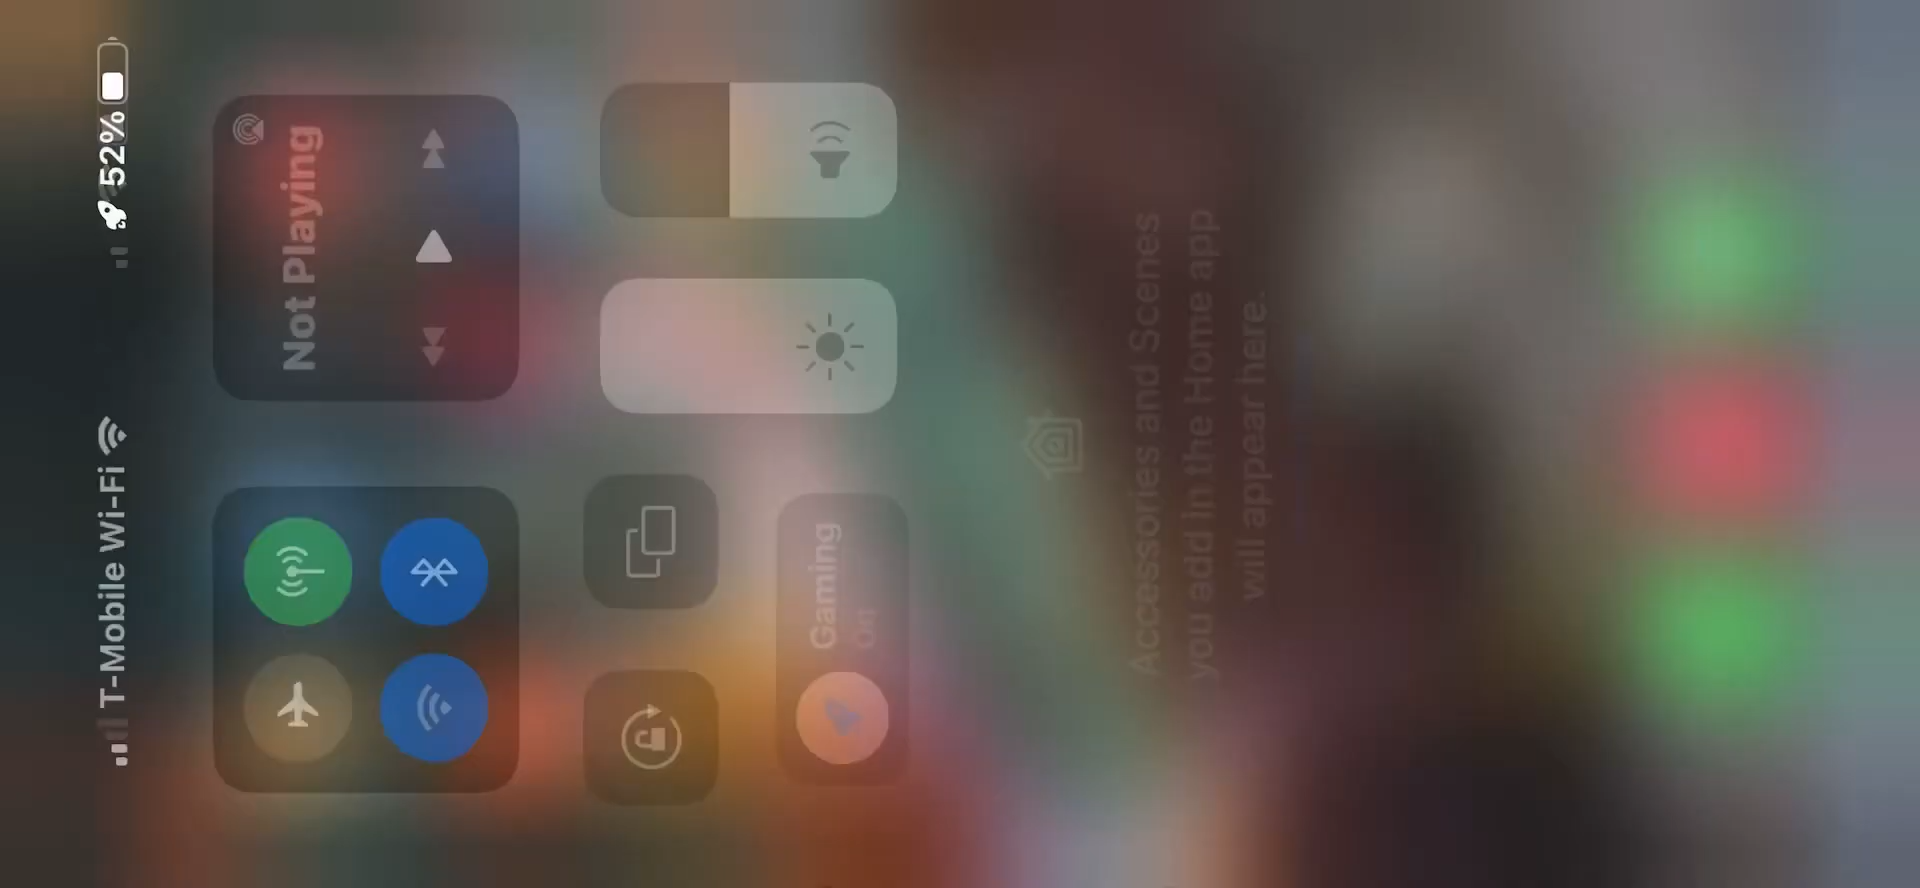 T-Mobile Wi-Fi
52%
Not Playing
Gaming
On
Accessories and Scenes
you add in the Home app
will appear here.